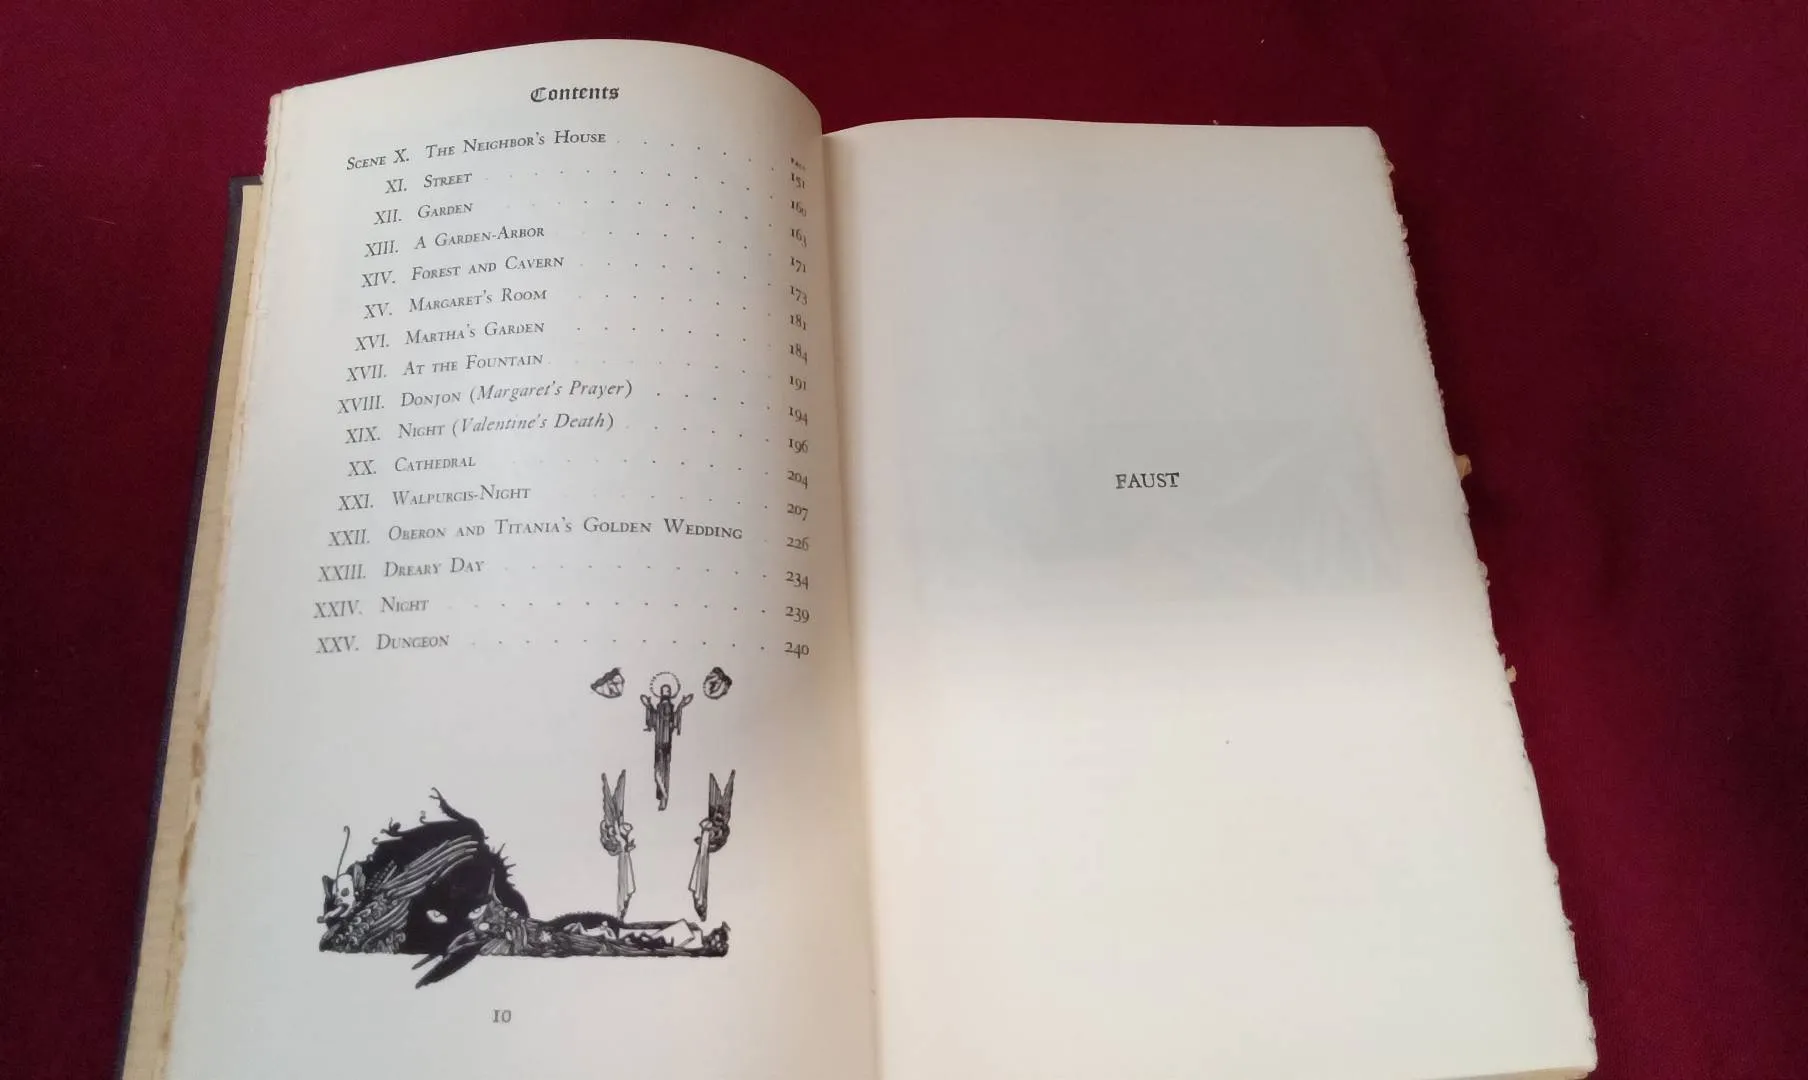 Contents
PAGE
SCENE X. THE NEIGHBOR'S HOUSE . . . . . . 151
XI. STREET . . . . . . . . . . 160
XII. GARDEN . . . . . . . . . 163
XIII. A GARDEN-ARBOR . . . . . . . 171
XIV. FOREST AND CAVERN . . . . . . . 173
XV. MARGARET'S ROOM . . . . . . . 181
XVI. MARTHA'S GARDEN . . . . . . . 184
XVII. AT THE FOUNTAIN . . . . . . . . 191
XVIII. DONJON (Margaret's Prayer) . . . . . 194
XIX. NIGHT (Valentine's Death) . . . . . . 196
XX. CATHEDRAL . . . . . . . . . 204
XXI. WALPURGIS-NIGHT . . . . . . . 207
XXII. OBERON AND TITANIA'S GOLDEN WEDDING . 226
XXIII. DREARY DAY . . . . . . . . . . 234
XXIV. NIGHT . . . . . . . . . . . . 239
XXV. DUNGEON . . . . . . . . . . . 240
10
FAUST